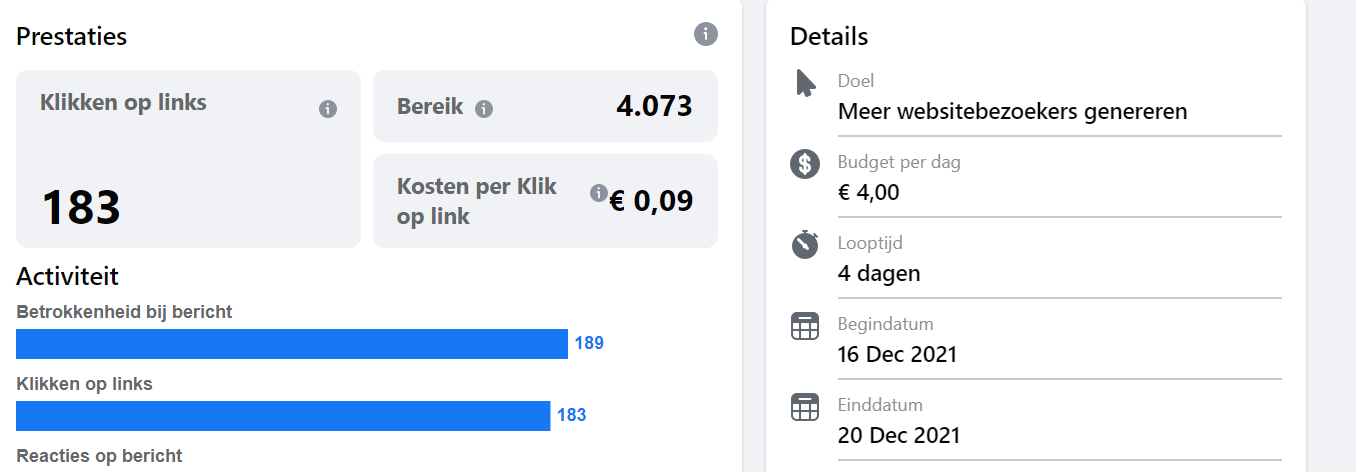 Prestaties
Klikken op links
183
Bereik
4.073
Kosten per Klik
op link
€ 0,09
Activiteit
Betrokkenheid bij bericht
189
Klikken op links
183
Reacties op bericht
Details
Doel
Meer websitebezoekers genereren
Budget per dag
€ 4,00
Looptijd
4 dagen
Begindatum
16 Dec 2021
Einddatum
20 Dec 2021